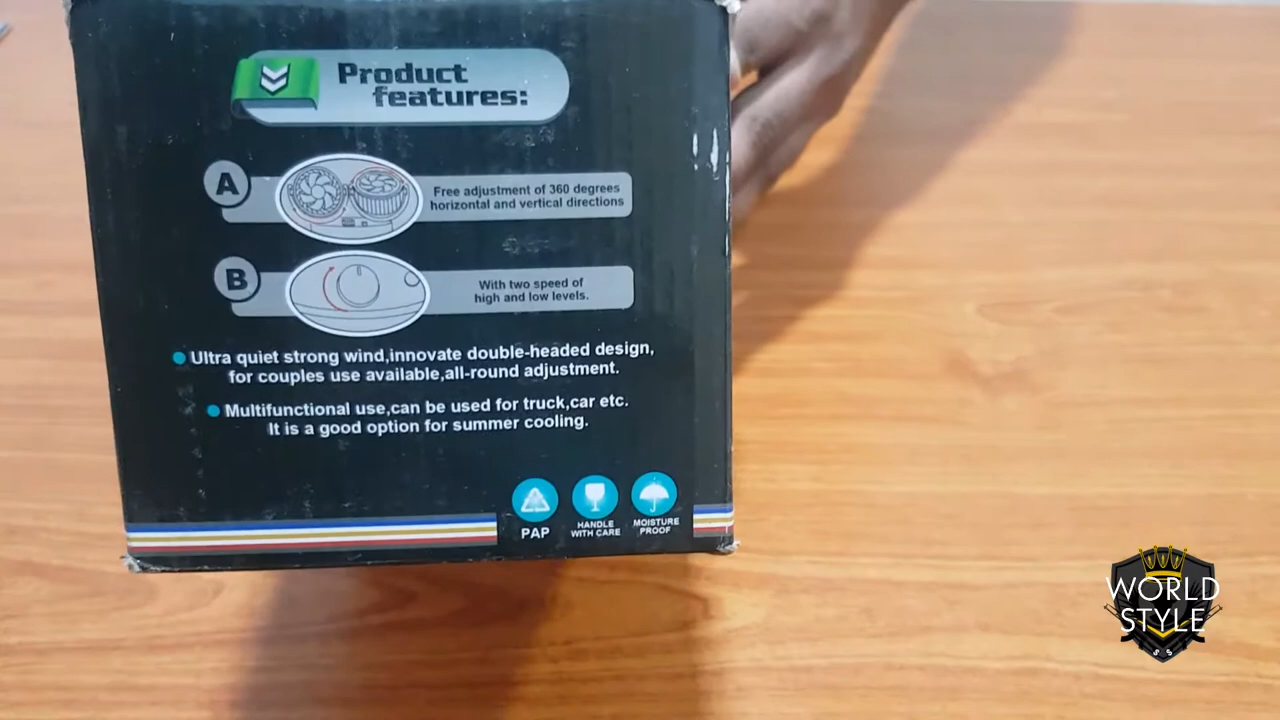 Product
features:
A
Free adjustment of 360 degrees
horizontal and vertical directions
B
With two speed of
high and low levels.
Ultra quiet strong wind,innovate double-headed design,
for couples use available,all-round adjustment.
Multifunctional use,can be used for truck,car etc.
It is a good option for summer cooling.
PAP
HANDLE
WITH CARE
MOISTURE
PROOF
WORLD
STYLE
S S